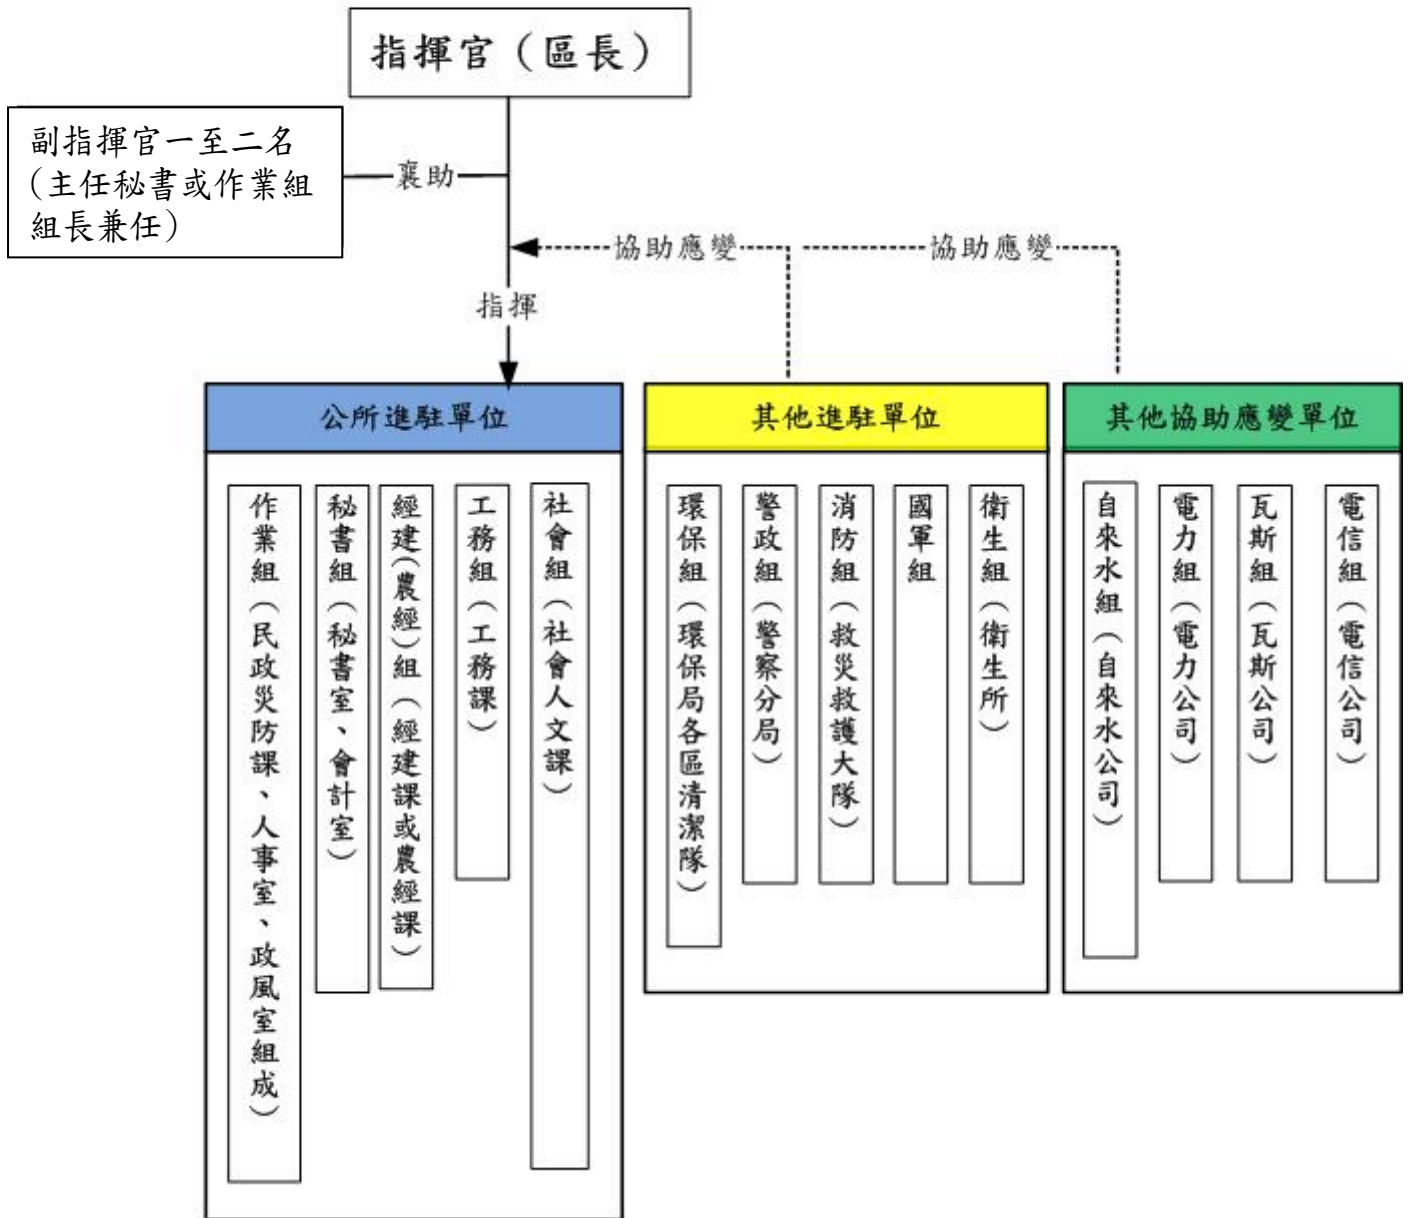 指揮官（區長）
副指揮官一至二名
（主任秘書或作業組
組長兼任）
襄助
協助應變
協助應變
指揮
公所進駐單位
其他進駐單位
其他協助應變單位
作業組（民政災防課、人事室、政風室組成）
秘書組（秘書室、會計室）
經建（農經）組（經建課或農經課）
工務組（工務課）
社會組（社會人文課）
環保組（環保局各區清潔隊）
警政組（警察分局）
消防組（救災救護大隊）
國軍組
衛生組（衛生所）
自來水組（自來水公司）
電力組（電力公司）
瓦斯組（瓦斯公司）
電信組（電信公司）